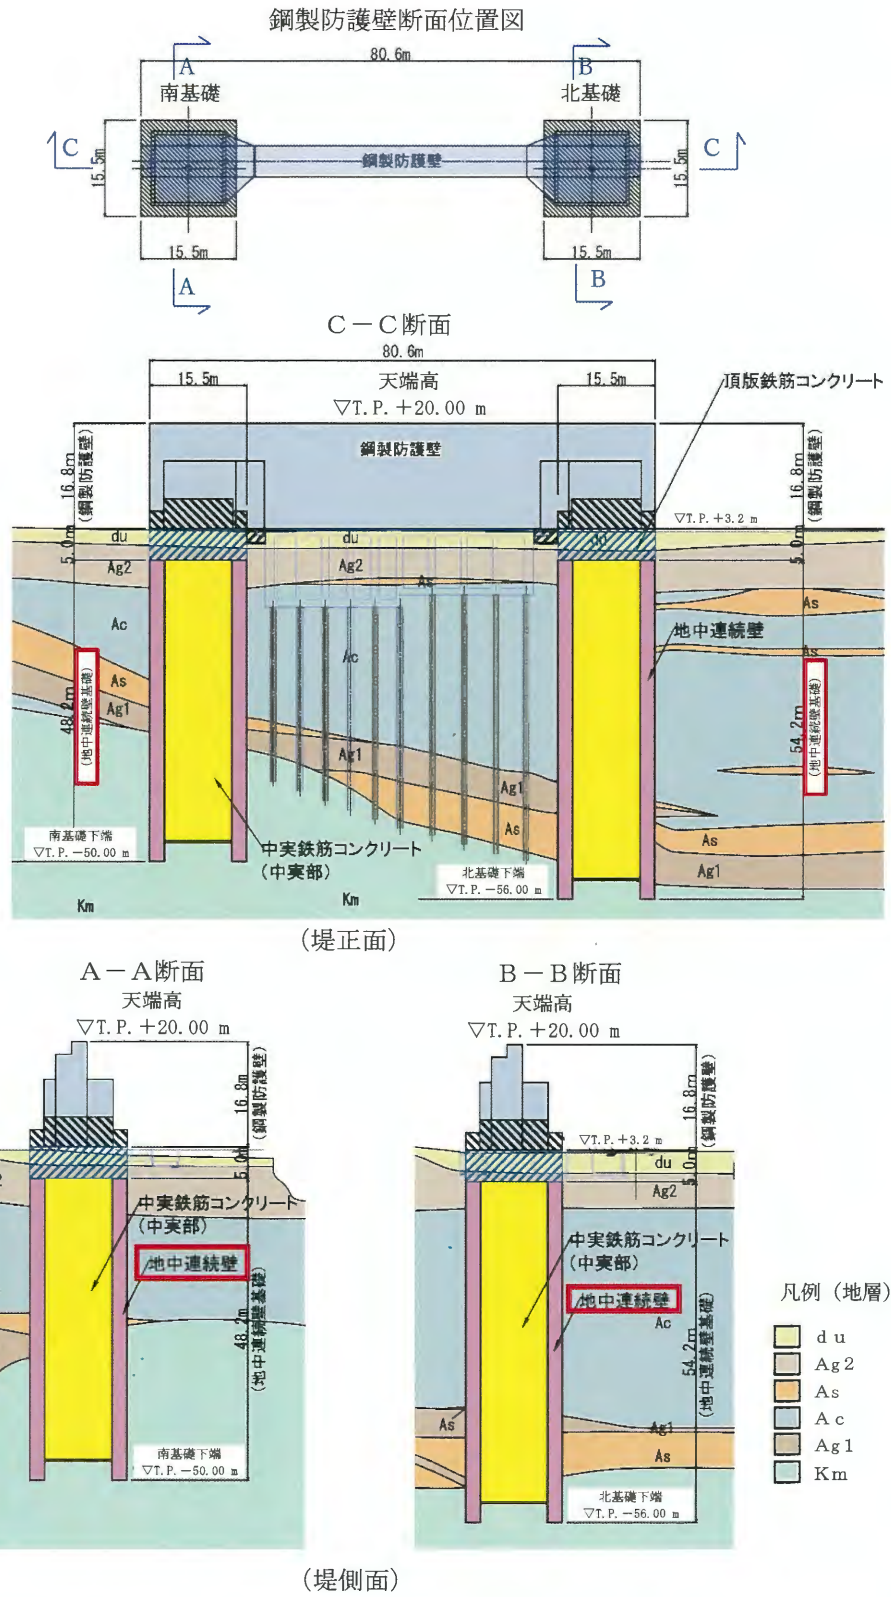 鋼製防護壁断面位置図
80.6m
A
B
南基礎
北基礎
C
15.5m
鋼製防護壁
15.5m
C
15.5m
15.5m
A
B
C－C断面
80.6m
15.5m
天端高
15.5m
頂版鉄筋コンクリート
▽T.P.＋20.00 m
16.8m
(鋼製防護壁)
鋼製防護壁
16.8m
(鋼製防護壁)
▽T.P.+3.2 m
du
du
du
5.0m
5.0m
Ag2
Ag2
As
As
Ac
地中連続壁
Ac
As
As
48.2m
(地中連続壁基礎)
54.2m
(地中連続壁基礎)
Ag1
Ag1
Ag1
As
As
南基礎下端
▽T.P.－50.00 m
中実鉄筋コンクリート
(中実部)
北基礎下端
▽T.P.－56.00 m
Ag1
Km
Km
(堤正面)
A－A断面
天端高
▽T.P.＋20.00 m
16.8m
(鋼製防護壁)
中実鉄筋コンクリート
(中実部)
地中連続壁
48.2m
(地中連続壁基礎)
南基礎下端
▽T.P.－50.00 m
B－B断面
天端高
▽T.P.＋20.00 m
16.8m
(鋼製防護壁)
▽T.P.+3.2 m
du
5.0m
Ag2
中実鉄筋コンクリート
(中実部)
地中連続壁
Ac
54.2m
(地中連続壁基礎)
As
Ag1
As
北基礎下端
▽T.P.－56.00 m
凡例（地層）
du
Ag2
As
Ac
Ag1
Km
(堤側面)